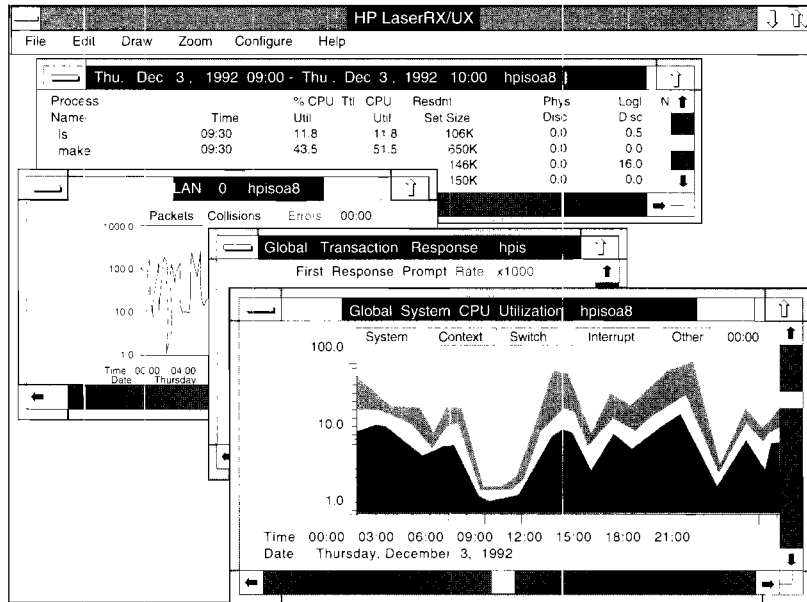 HP LaserRX/UX
File Edit Draw Zoom Configure Help
Thu. Dec 3, 1992 09:00 - Thu. Dec 3, 1992 10:00 hpisoa8
Process % CPU Ttl CPU Resdnt Phys Logl N
Name Time Util Util Set Size Disc Disc
ls 09:30 11.8 11.8 106K 0.0 0.5
make 09:30 43.5 51.5 650K 0.0 0.0
146K 0.0 16.0
150K 0.0 0.0
LAN 0 hpisoa8
Packets Collisions Errors 00:00
1000.0
100.0
10.0
1.0
Time 00:00 04:00
Date Thursday
Global Transaction Response hpis
First Response Prompt Rate x1000
Global System CPU Utilization hpisoa8
System Context Switch Interrupt Other 00:00
100.0
10.0
1.0
Time 00:00 03:00 06:00 09:00 12:00 15:00 18:00 21:00
Date Thursday, December 3, 1992